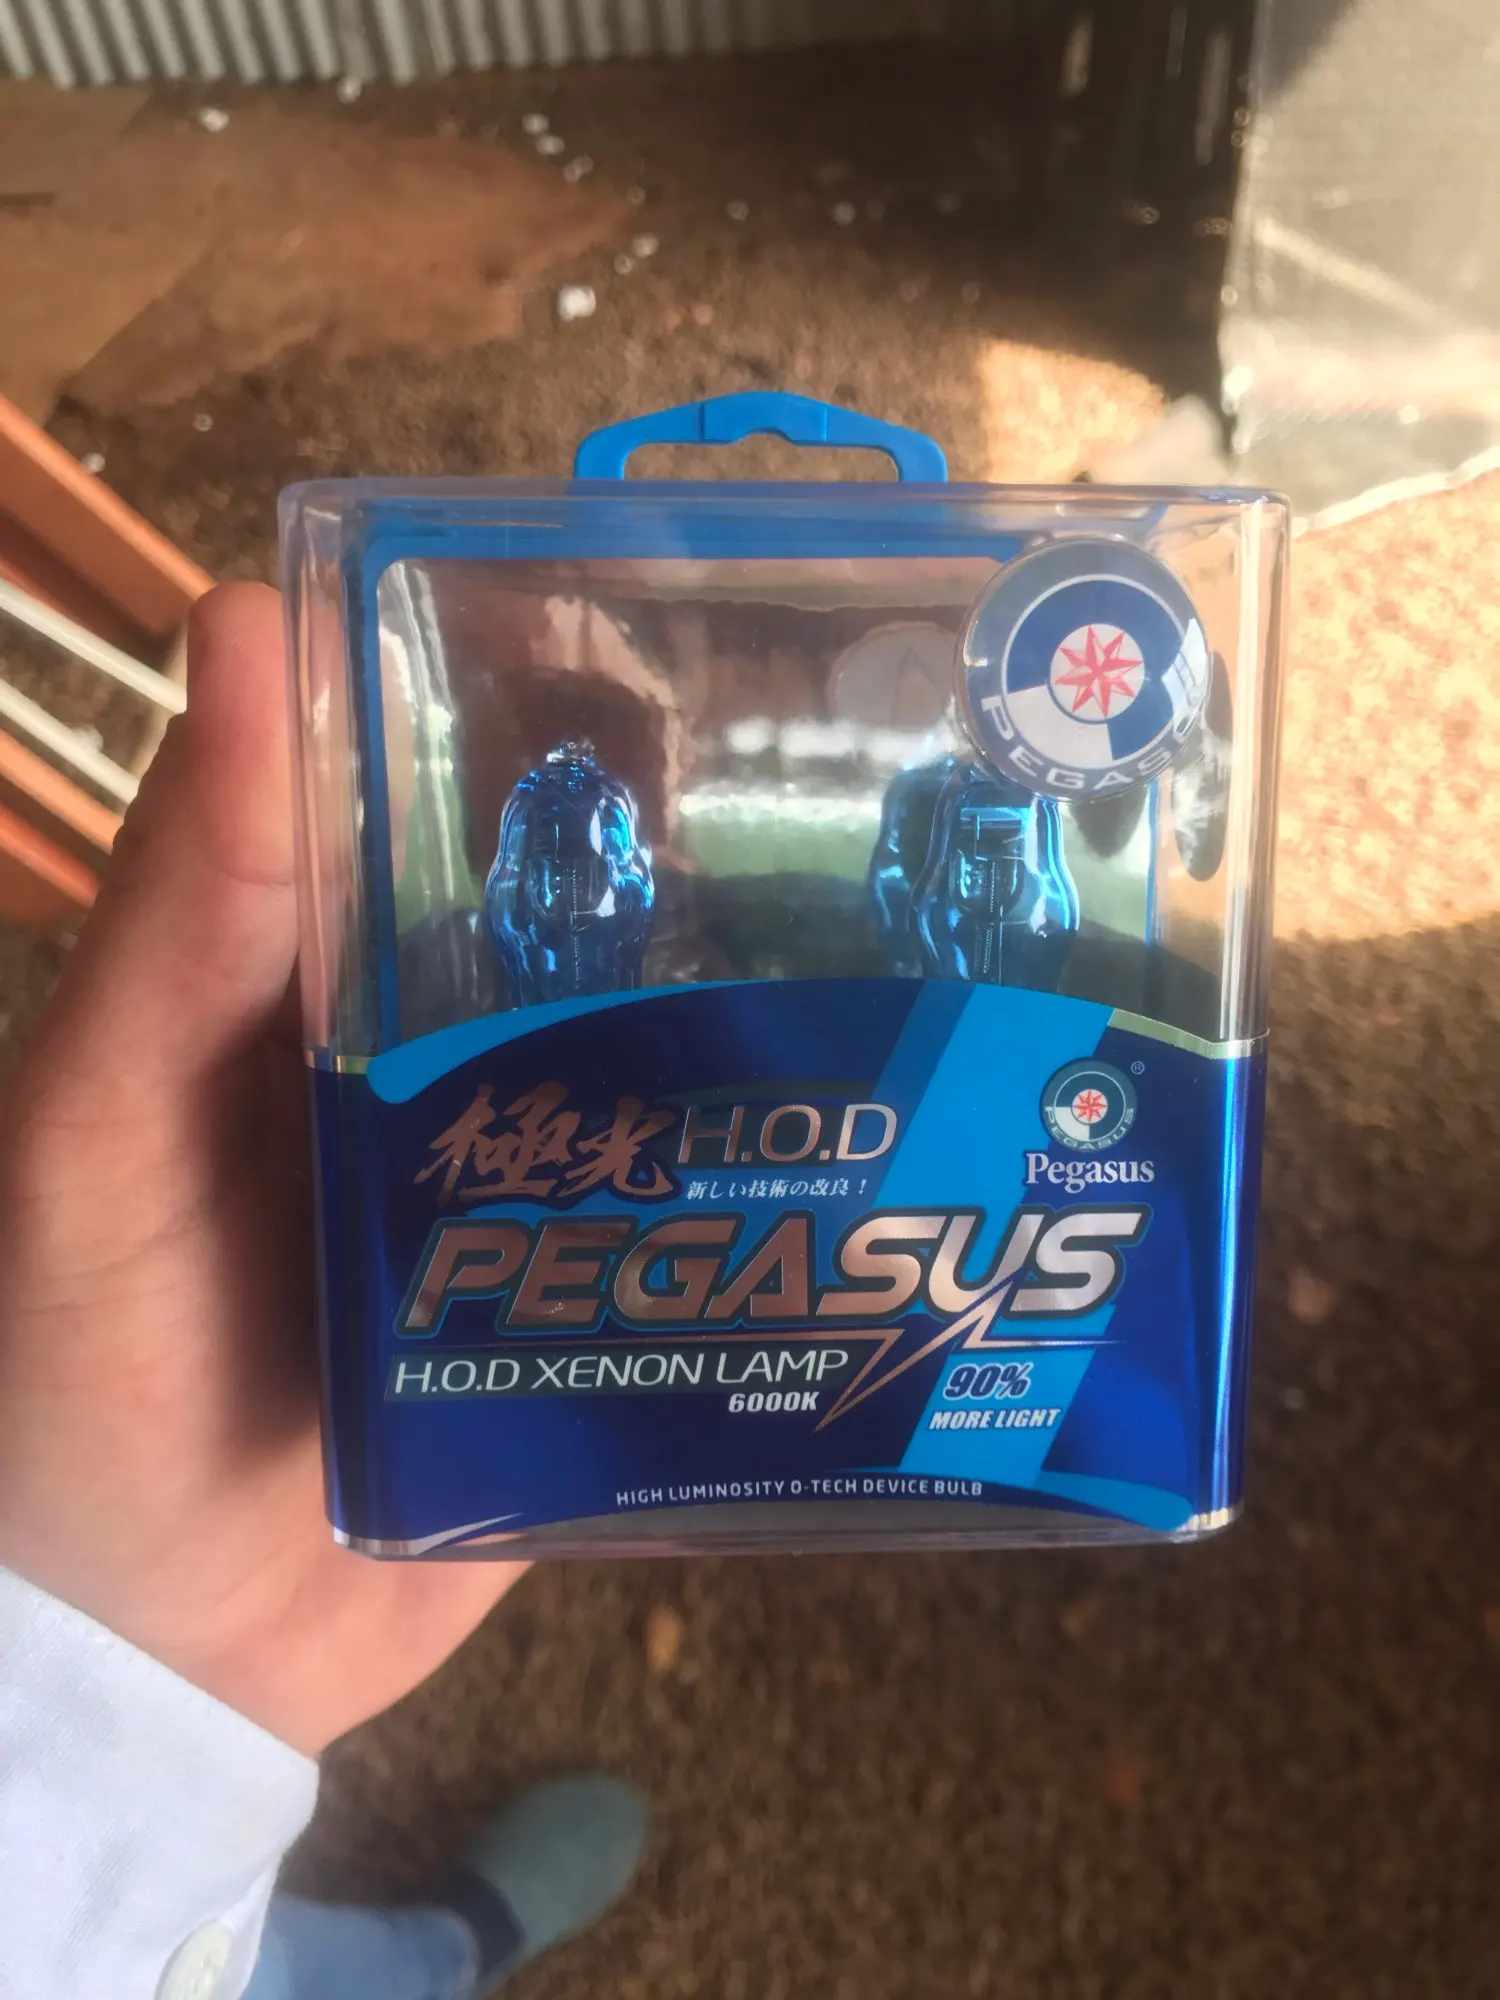 PEGASUS
極光 H.O.D
新しい技術の改良！
PEGASUS
Pegasus
PEGASUS
H.O.D XENON LAMP
6000K
90%
MORE LIGHT
HIGH LUMINOSITY O-TECH DEVICE BULB